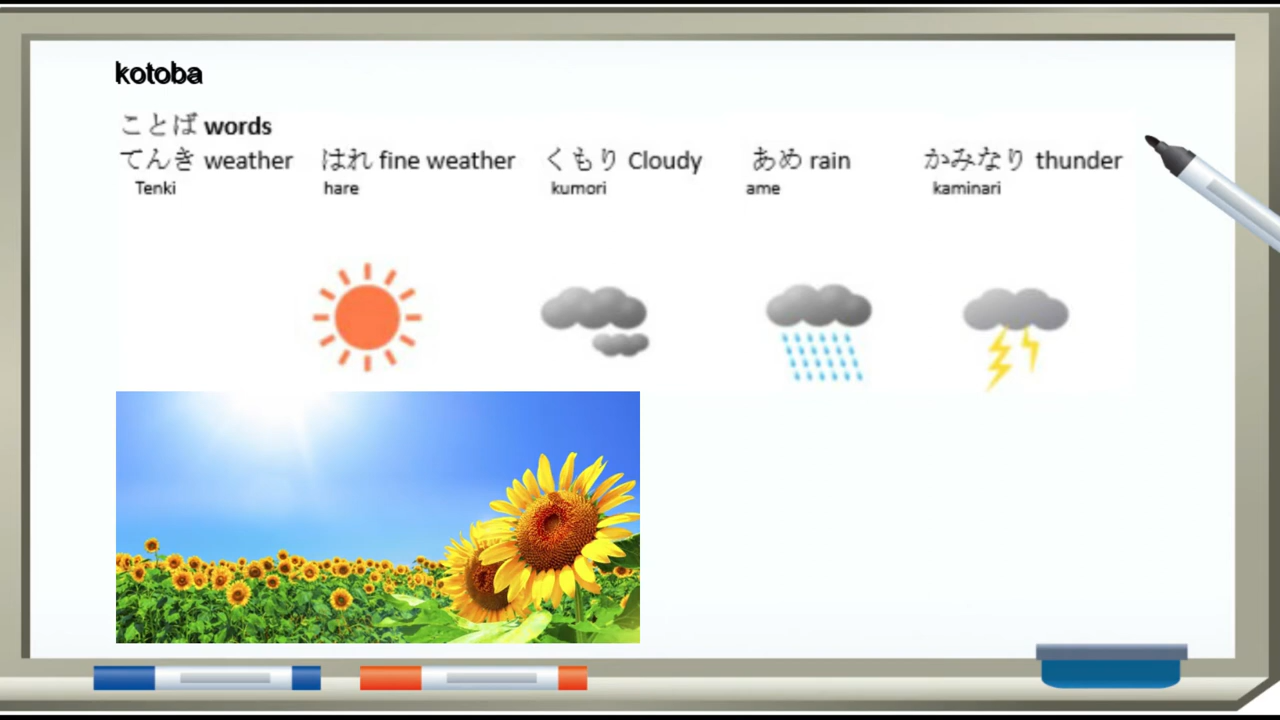 kotoba
ことば words
てんき weather はれ fine weather くもり Cloudy あめ rain かみなり thunder
Tenki hare kumori ame kaminari